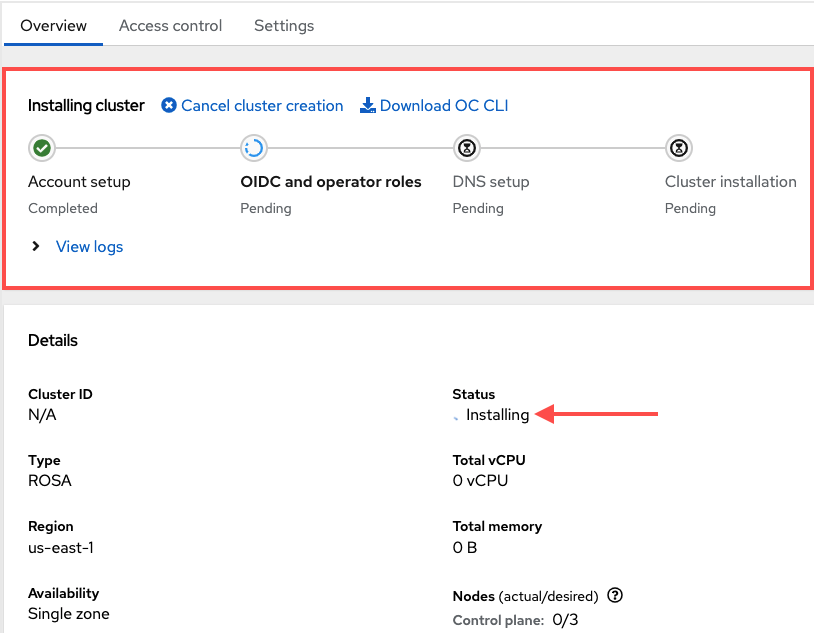 Overview Access control Settings
Installing cluster Cancel cluster creation Download OC CLI
Account setup OIDC and operator roles DNS setup Cluster installation
Completed Pending Pending Pending
View logs
Details
Cluster ID Status
N/A Installing
Type Total vCPU
ROSA 0 vCPU
Region Total memory
us-east-1 0 B
Availability Nodes (actual/desired)
Single zone Control plane: 0/3